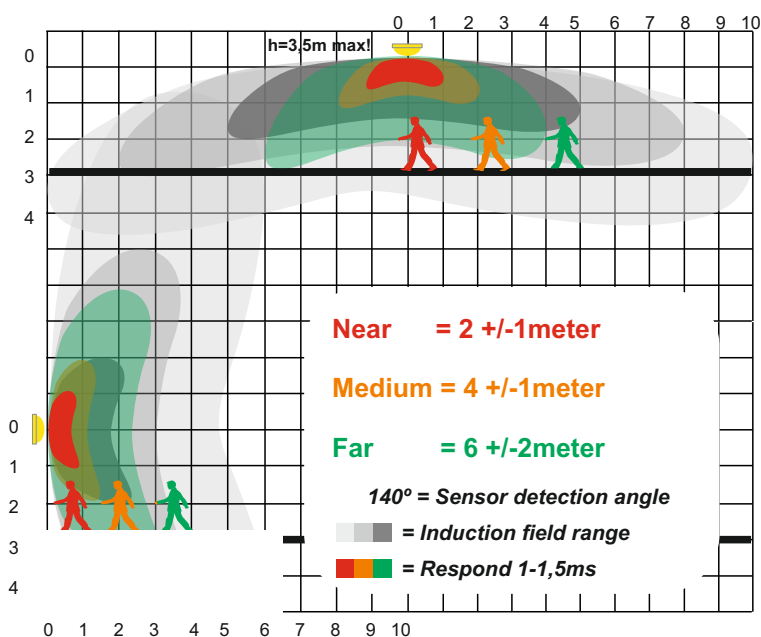 0 1 2 3 4 5 6 7 8 9 10
h=3,5m max!
0
1
2
3
4
Near = 2 +/-1meter
Medium = 4 +/-1meter
Far = 6 +/-2meter
140º = Sensor detection angle
= Induction field range
= Respond 1-1,5ms
0
1
2
3
4
0 1 2 3 4 5 6 7 8 9 10